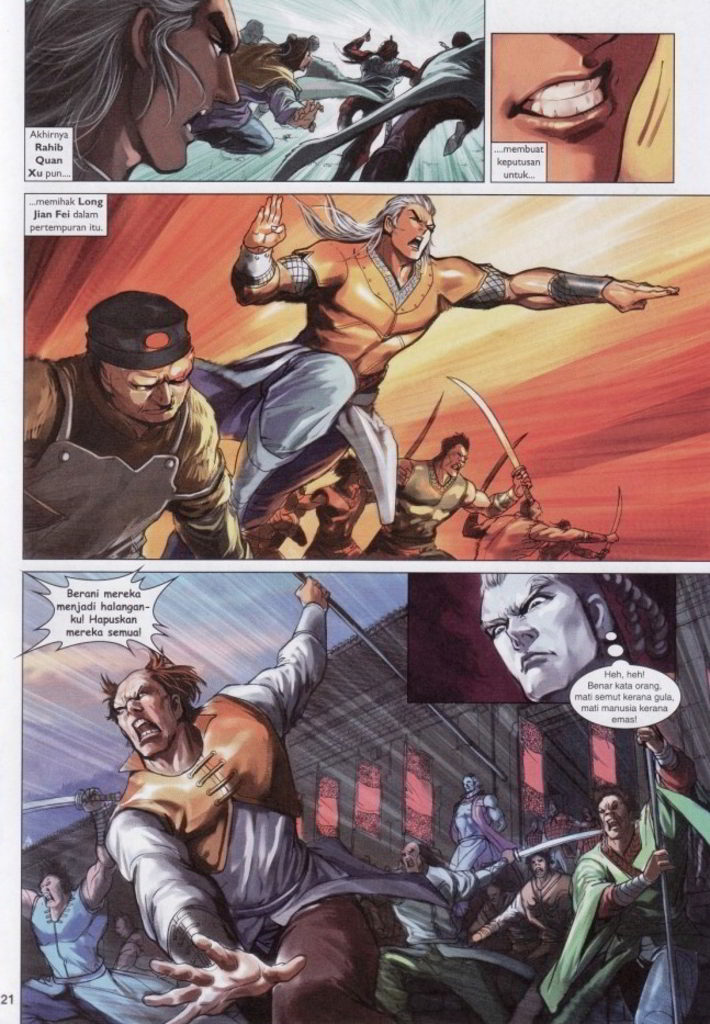 Akhirnya
Rahib
Quan
Xu pun....
....membuat
keputusan
untuk...
...memihak Long
Jian Fei dalam
pertempuran itu.
Berani mereka
menjadi halangan-
ku! Hapuskan
mereka semua!
Heh, heh!
Benar kata orang,
mati semut kerana gula,
mati manusia kerana
emas!
21